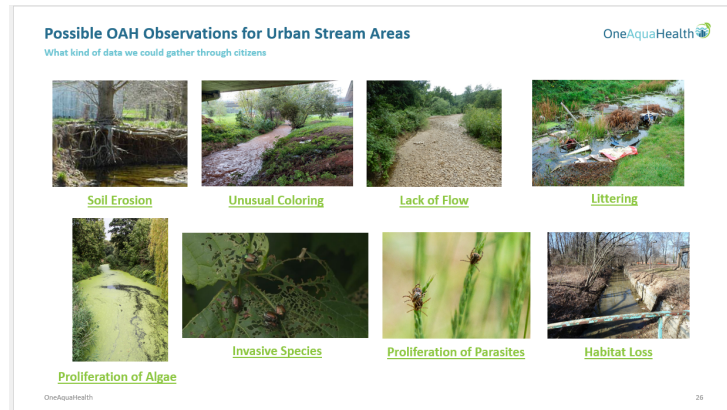 Possible OAH Observations for Urban Stream Areas
OneAquaHealth
What kind of data we could gather through citizens
Soil Erosion
Unusual Coloring
Lack of Flow
Littering
Invasive Species
Proliferation of Parasites
Habitat Loss
Proliferation of Algae
OneAquaHealth
26